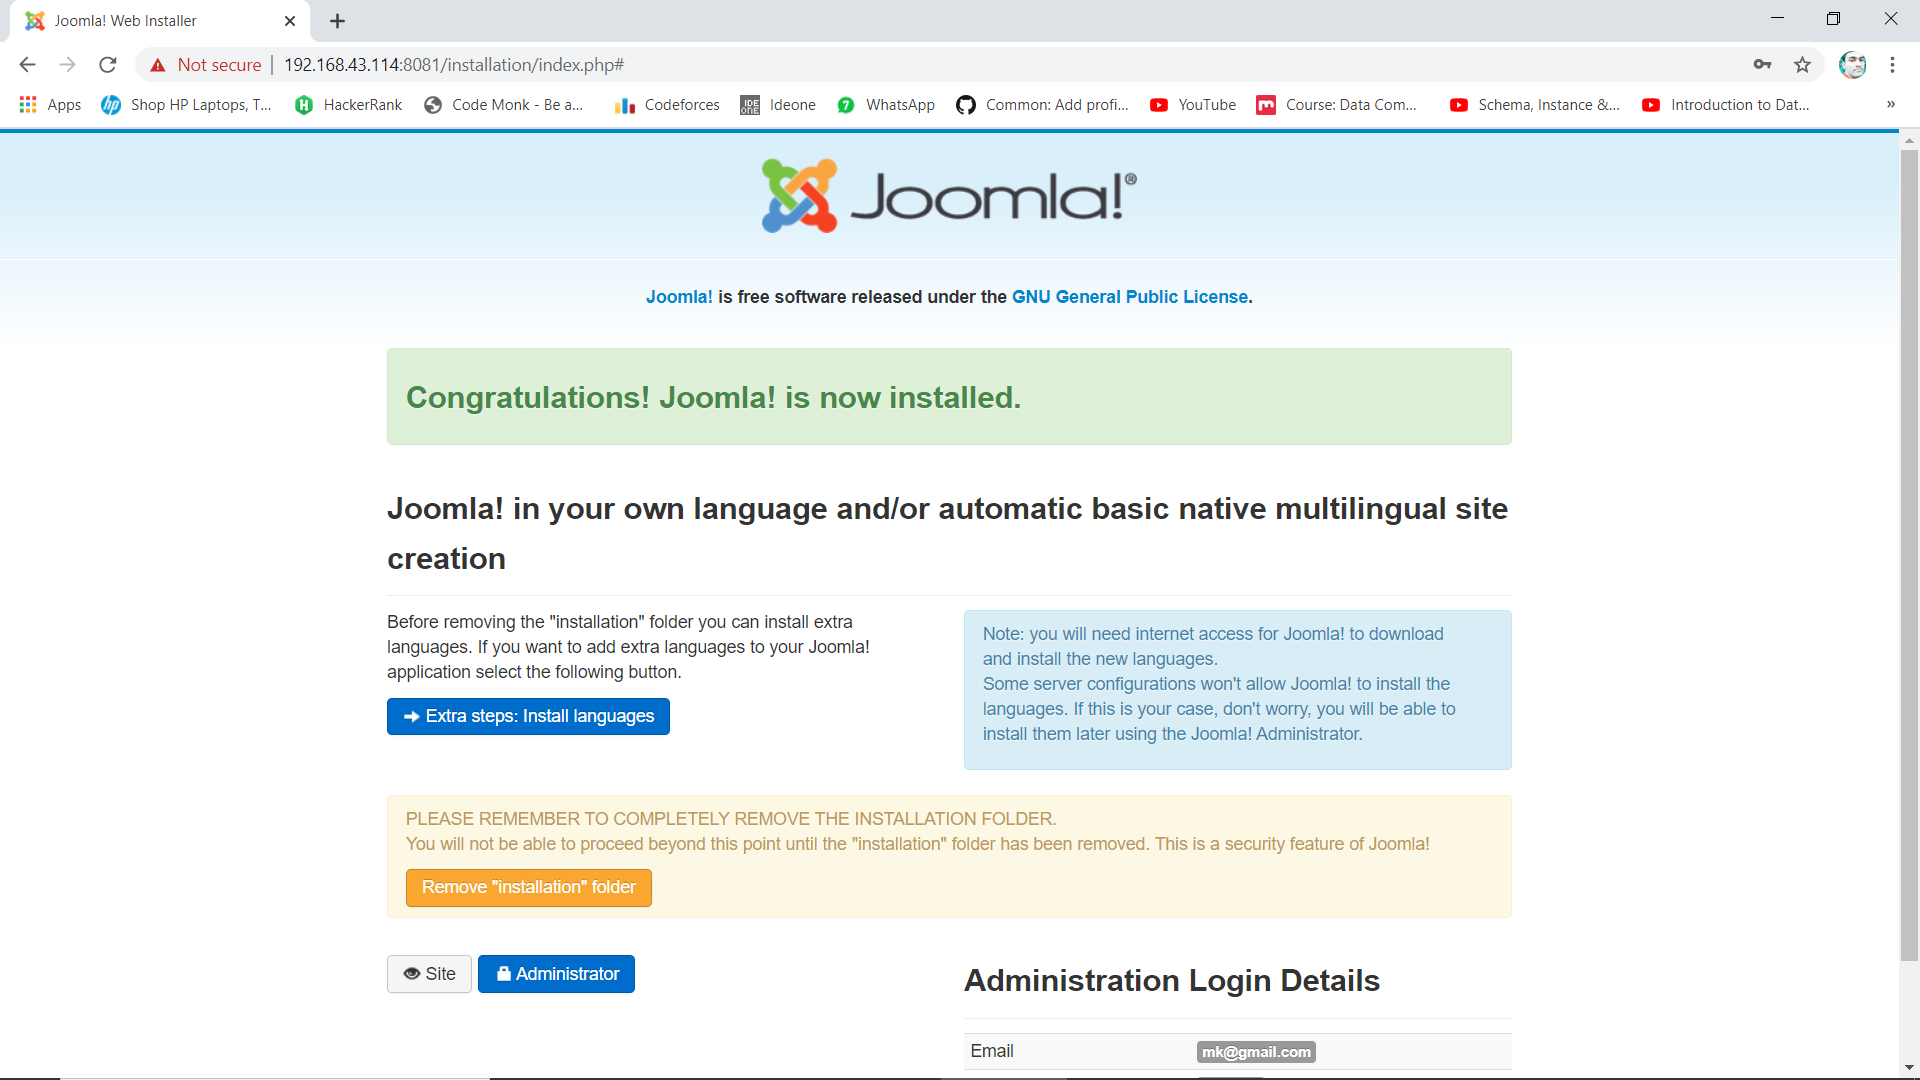 Joomla! Web Installer
Not secure | 192.168.43.114:8081/installation/index.php#
Apps Shop HP Laptops, T... HackerRank Code Monk - Be a... Codeforces IDE ONE Ideone 7 WhatsApp Common: Add profi... YouTube m Course: Data Com... Schema, Instance &... Introduction to Dat... »
Joomla!®
Joomla! is free software released under the GNU General Public License.
Congratulations! Joomla! is now installed.
Joomla! in your own language and/or automatic basic native multilingual site
creation
Before removing the "installation" folder you can install extra
languages. If you want to add extra languages to your Joomla!
application select the following button.
Extra steps: Install languages
Note: you will need internet access for Joomla! to download
and install the new languages.
Some server configurations won't allow Joomla! to install the
languages. If this is your case, don't worry, you will be able to
install them later using the Joomla! Administrator.
PLEASE REMEMBER TO COMPLETELY REMOVE THE INSTALLATION FOLDER.
You will not be able to proceed beyond this point until the "installation" folder has been removed. This is a security feature of Joomla!
Remove "installation" folder
Site Administrator
Administration Login Details
Email mk@gmail.com